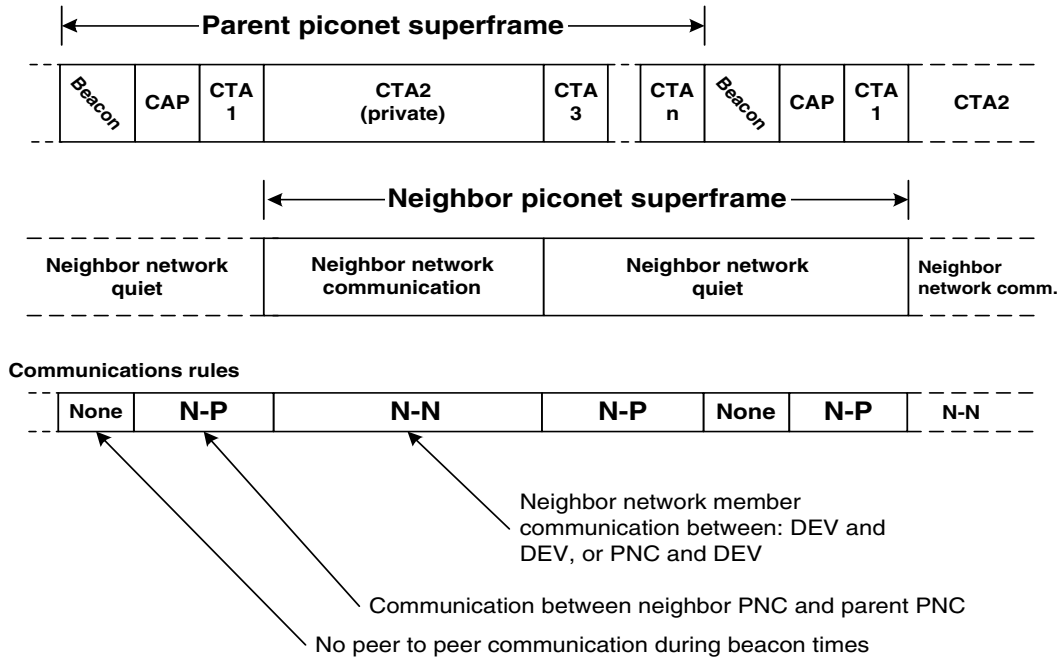 Parent piconet superframe
Beacon
CAP
CTA
1
CTA2
(private)
CTA
3
CTA
n
Beacon
CAP
CTA
1
CTA2
Neighbor piconet superframe
Neighbor network
quiet
Neighbor network
communication
Neighbor network
quiet
Neighbor
network comm.
Communications rules
None
N-P
N-N
N-P
None
N-P
N-N
Neighbor network member
communication between: DEV and
DEV, or PNC and DEV
Communication between neighbor PNC and parent PNC
No peer to peer communication during beacon times